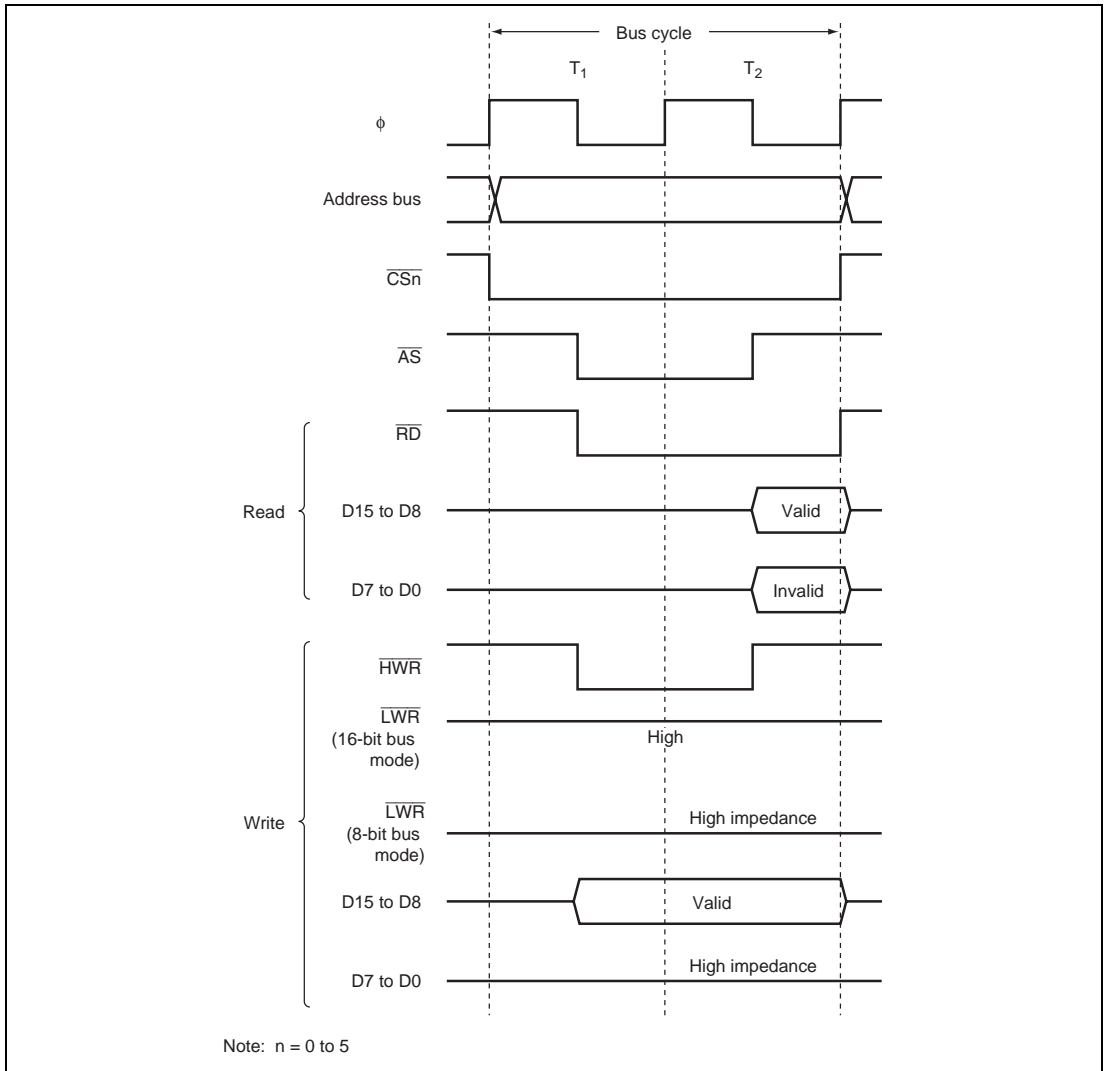 Bus cycle
T1 T2
ϕ
Address bus
CSn
AS
RD
Read
D15 to D8 Valid
D7 to D0 Invalid
HWR
LWR
(16-bit bus
mode)
High
Write
LWR
(8-bit bus
mode)
High impedance
D15 to D8 Valid
D7 to D0 High impedance
Note: n = 0 to 5